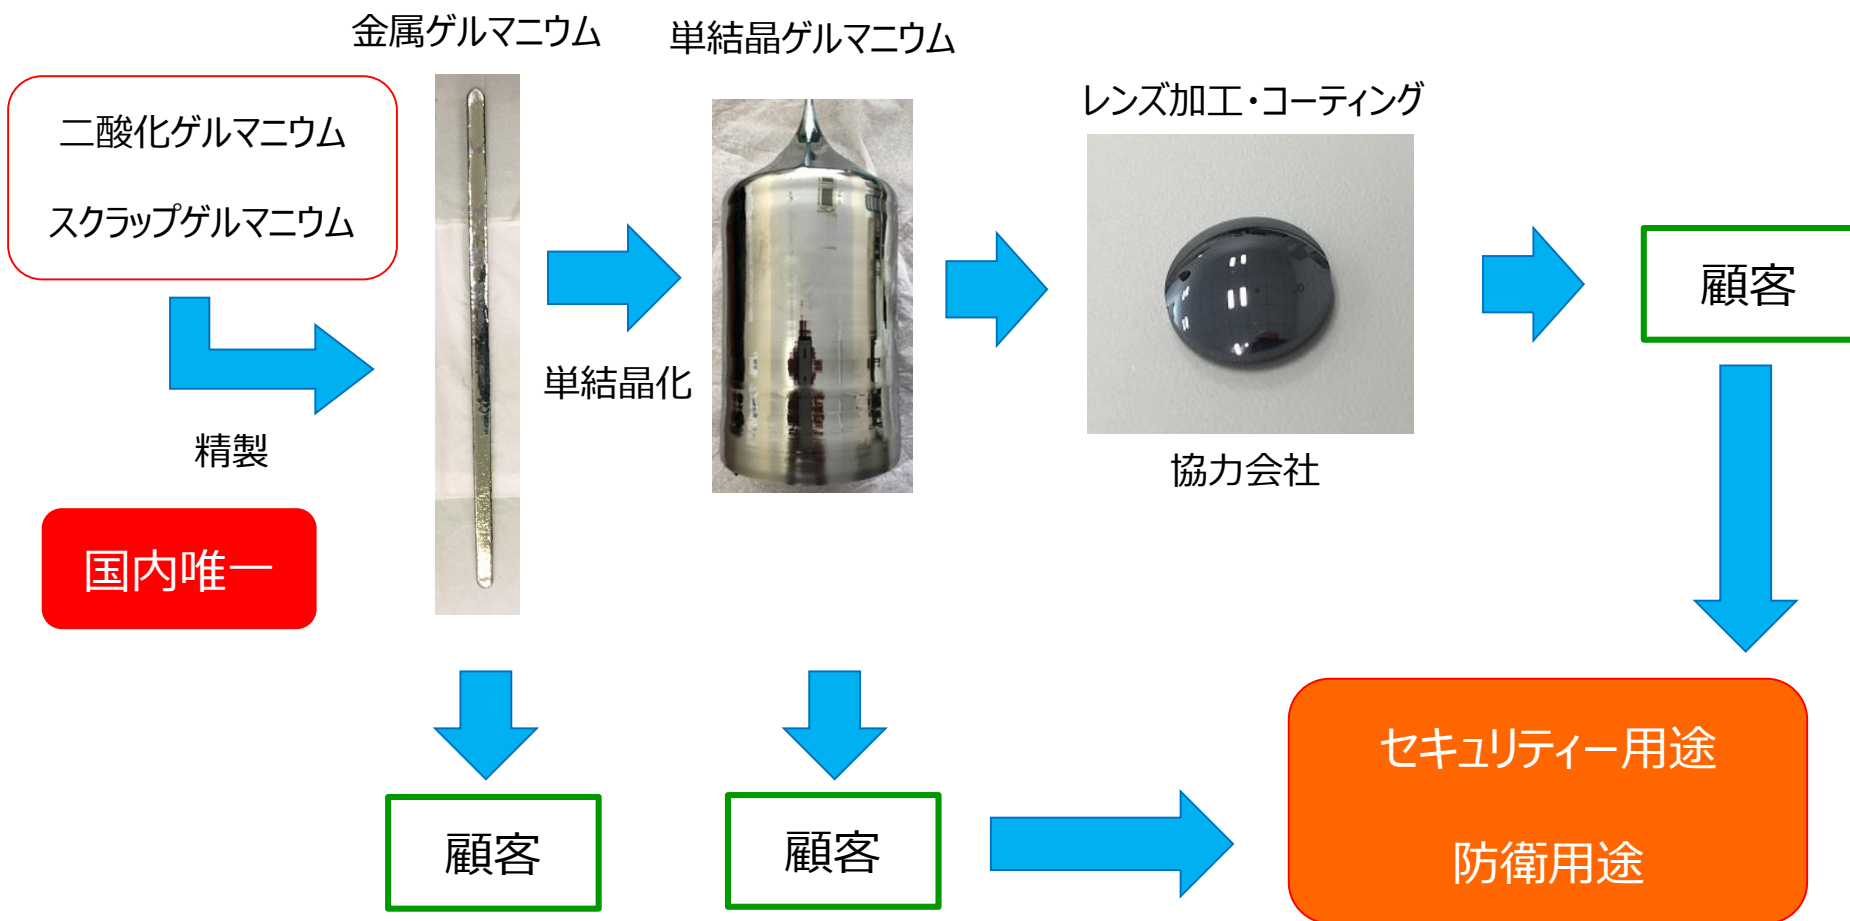 金属ゲルマニウム
単結晶ゲルマニウム
レンズ加工・コーティング
二酸化ゲルマニウム
スクラップゲルマニウム
顧客
単結晶化
精製
協力会社
国内唯一
顧客
顧客
セキュリティー用途
防衛用途